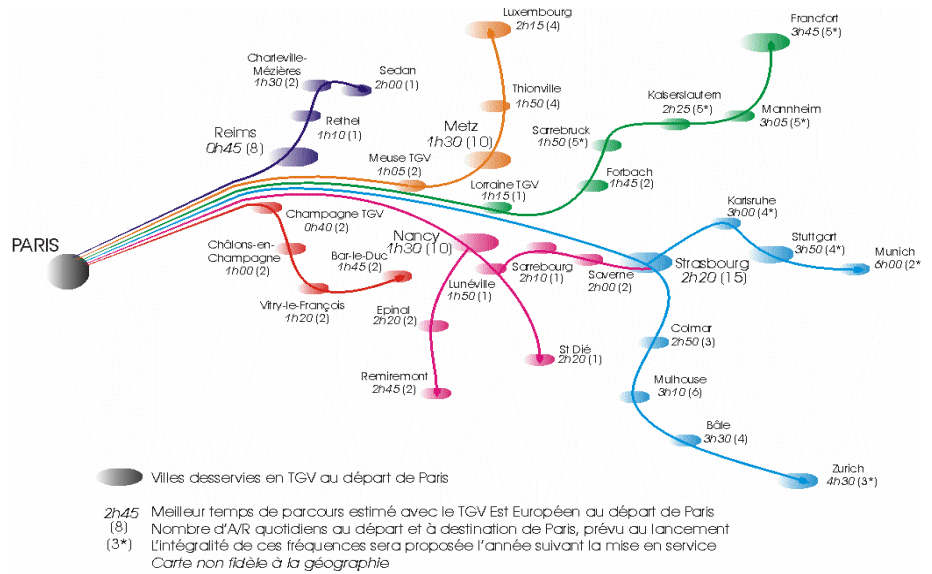 Luxembourg
2h15 (4)
Francfort
3h45 (5*)
Charleville-
Mézières
1h30 (2)
Sedan
2h00 (1)
Thionville
1h50 (4)
Kaiserslautern
2h25 (5*)
Mannheim
3h05 (5*)
Rethel
1h10 (1)
Reims
0h45 (8)
Metz
1h30 (10)
Sarrebruck
1h50 (5*)
Meuse TGV
1h05 (2)
Lorraine TGV
1h15 (1)
Forbach
1h45 (2)
Karlsruhe
3h00 (4*)
PARIS
Champagne TGV
0h40 (2)
Nancy
1h30 (10)
Stuttgart
3h50 (4*)
Munich
6h00 (2*
Châlons-en-
Champagne
1h00 (2)
Bar-le-Duc
1h45 (2)
Lunéville
1h50 (1)
Sarrebourg
2h10 (1)
Saverne
2h00 (2)
Strasbourg
2h20 (15)
Vitry-le-François
1h20 (2)
Epinal
2h20 (2)
Colmar
2h50 (3)
St Dié
2h20 (1)
Remiremont
2h45 (2)
Mulhouse
3h10 (6)
Bâle
3h30 (4)
Zurich
4h30 (3*)
Villes desservies en TGV au départ de Paris
2h45 Meilleur temps de parcours estimé avec le TGV Est Européen au départ de Paris
(8) Nombre d'A/R quotidiens au départ et à destination de Paris, prévu au lancement
(3*) L'intégralité de ces fréquences sera proposée l'année suivant la mise en service
Carte non fidèle à la géographie